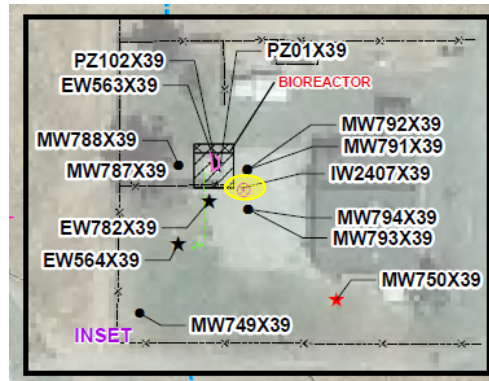 PZ01X39
PZ102X39
EW563X39
BIOREACTOR
MW792X39
MW788X39
MW791X39
MW787X39
IW2407X39
EW782X39
MW794X39
MW793X39
EW564X39
MW750X39
MW749X39
INSET